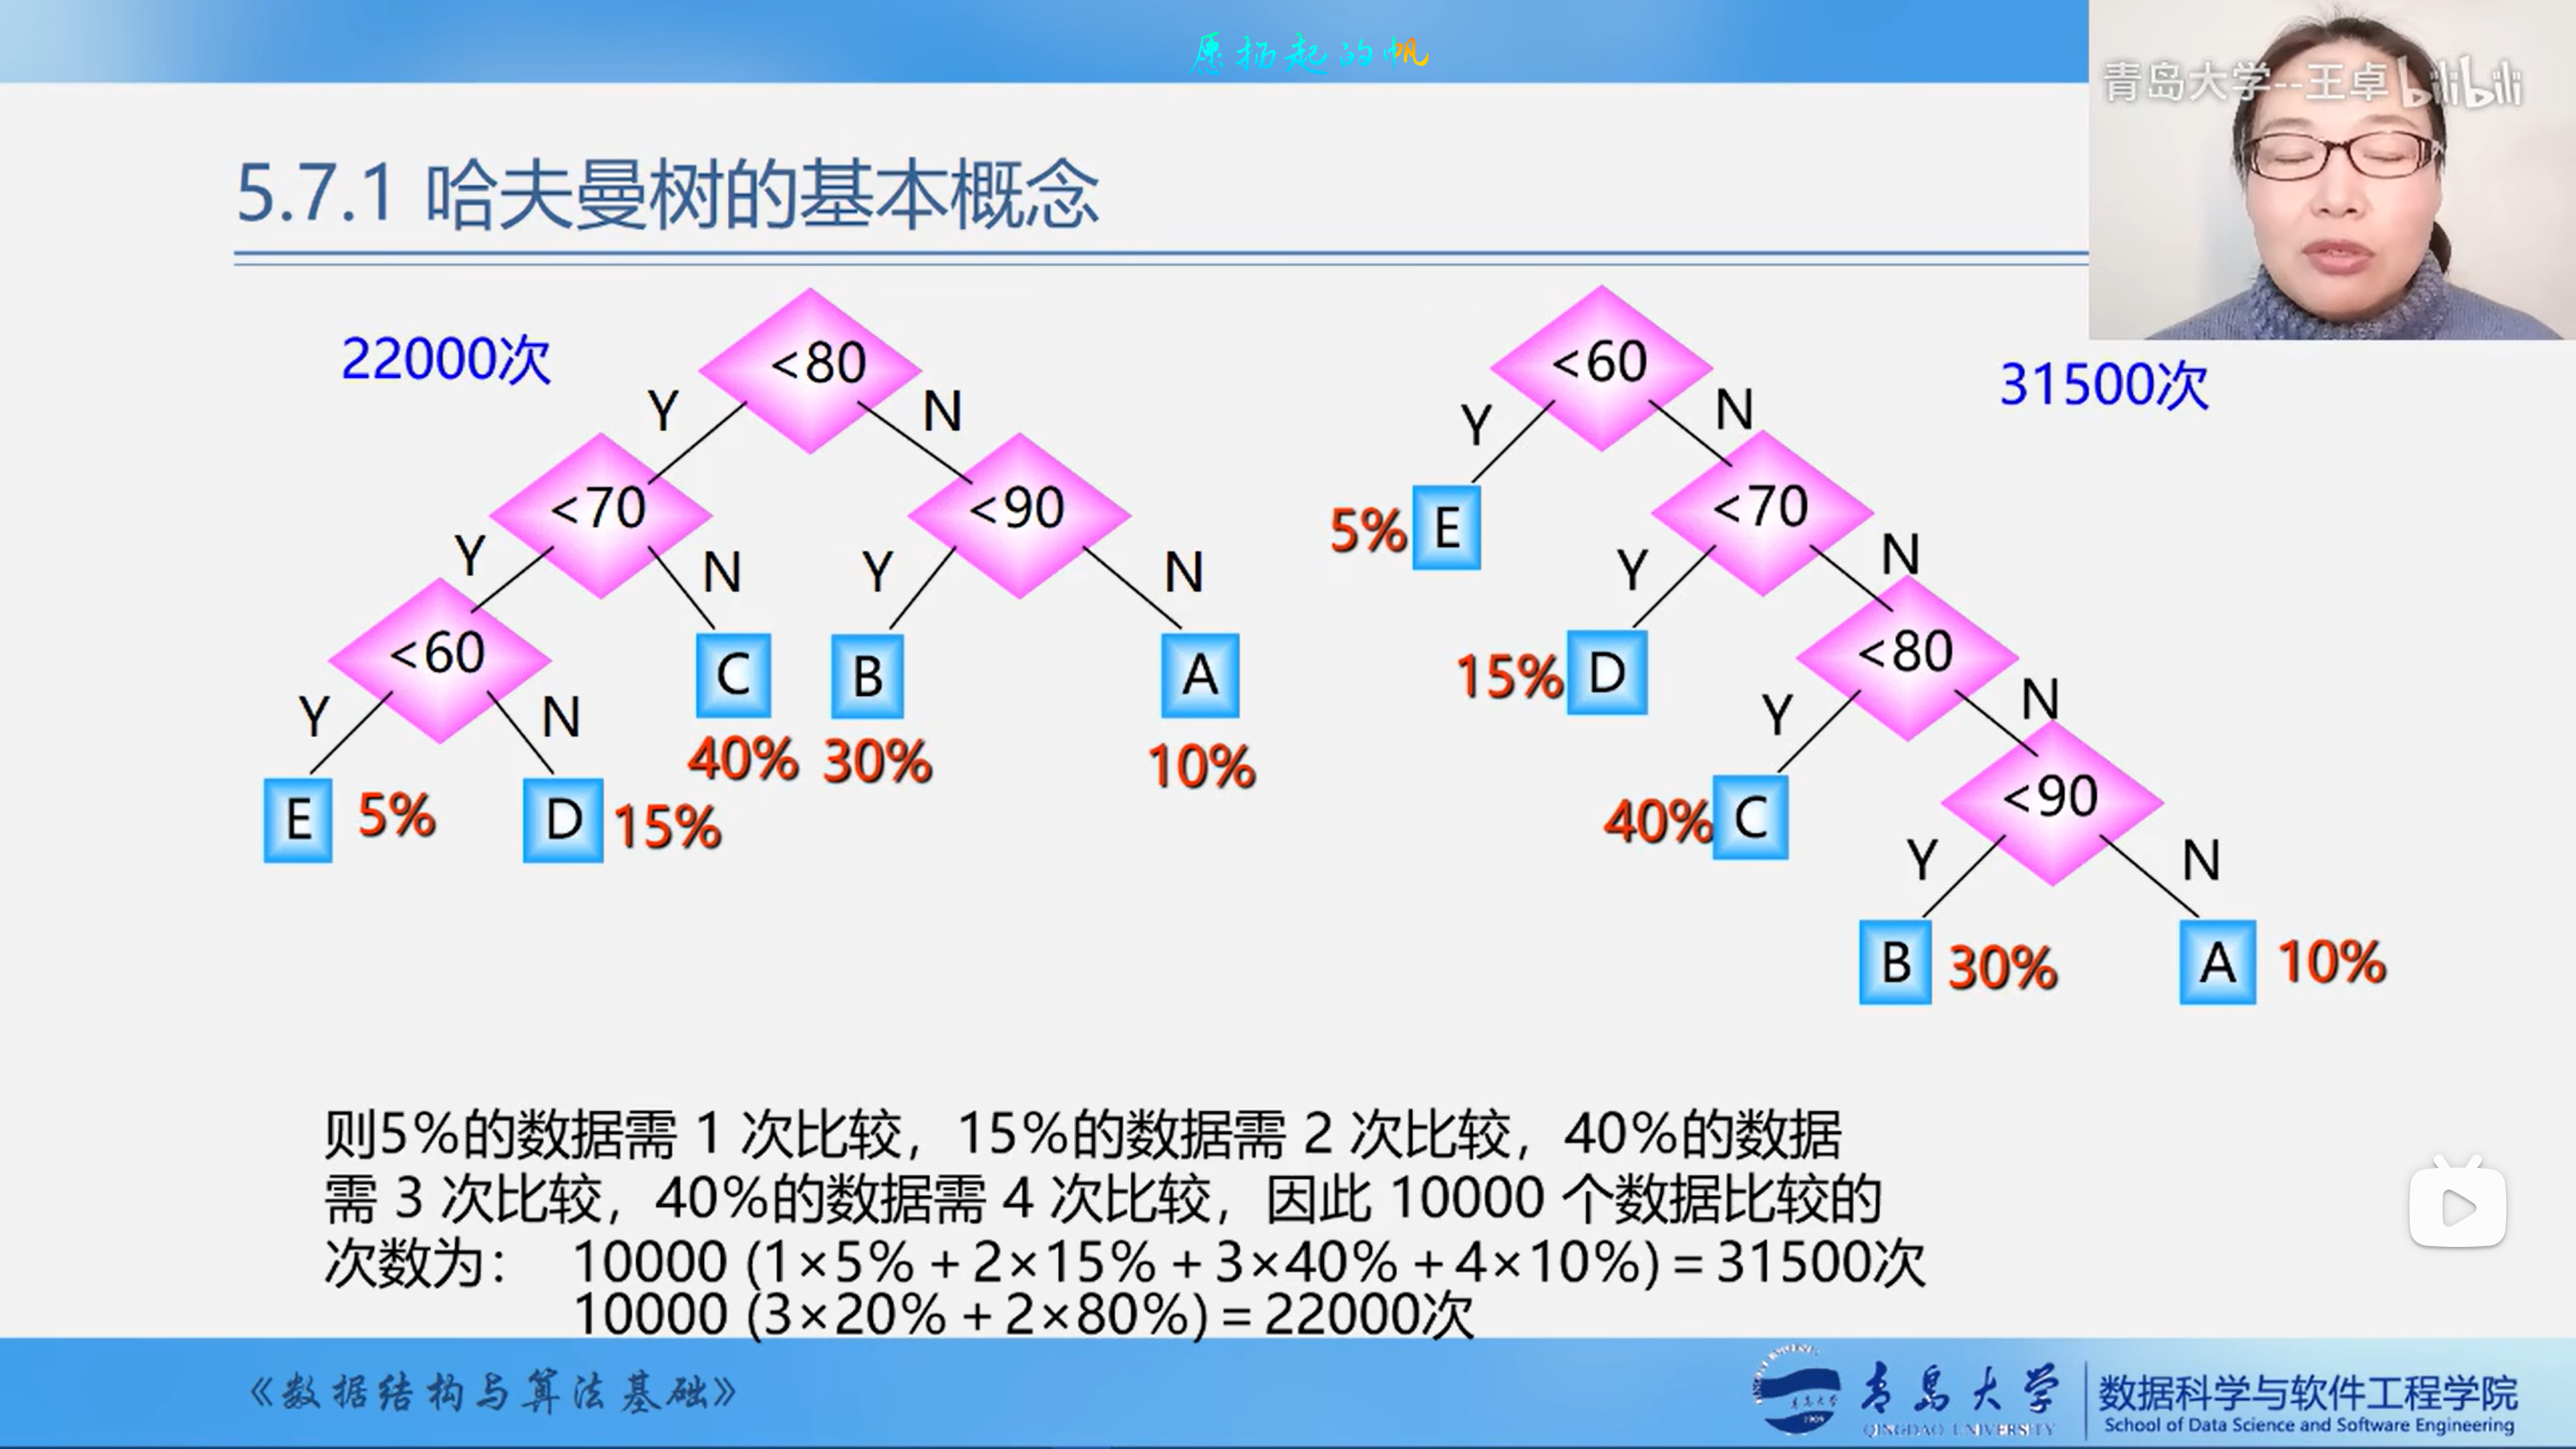 愿扬起的帆
青岛大学--王卓 bilibili
5.7.1 哈夫曼树的基本概念
22000次
<80
Y
N
<70
<90
Y
N
Y
N
<60
C
B
A
40%
30%
10%
Y
N
E
5%
D
15%
31500次
<60
Y
N
5%
E
<70
Y
N
15%
D
<80
Y
N
40%
C
<90
Y
N
B
30%
A
10%
则5%的数据需 1 次比较，15%的数据需 2 次比较，40%的数据
需 3 次比较，40%的数据需 4 次比较，因此 10000 个数据比较的
次数为： 10000 (1×5%+2×15%+3×40%+4×10%)=31500次
10000 (3×20%+2×80%)=22000次
《数据结构与算法基础》
青岛大学
QINGDAO UNIVERSITY
数据科学与软件工程学院
School of Data Science and Software Engineering